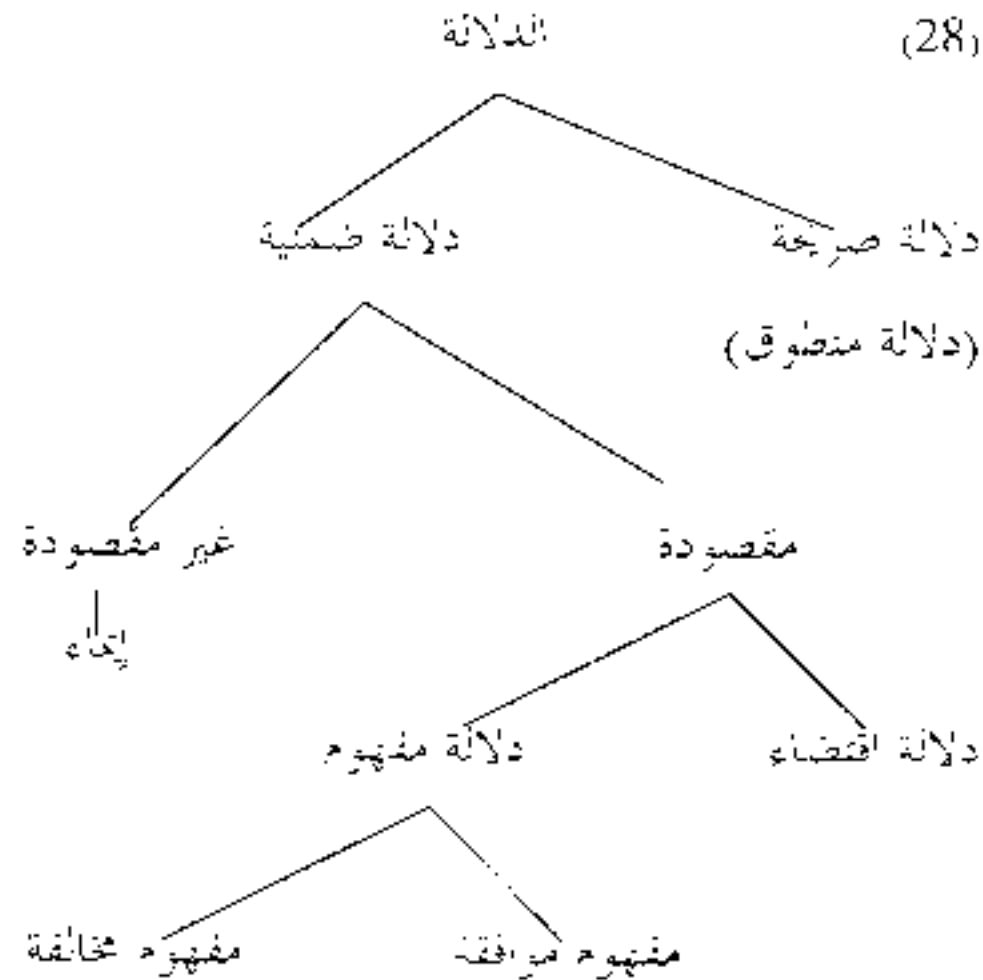 (28) الدلالة
دلالة صريحة دلالة ضمنية
(دلالة منطوق)
مقصودة غير مقصودة
إيحاء
دلالة اقتضاء دلالة مفهوم
مفهوم موافقة مفهوم مخالفة